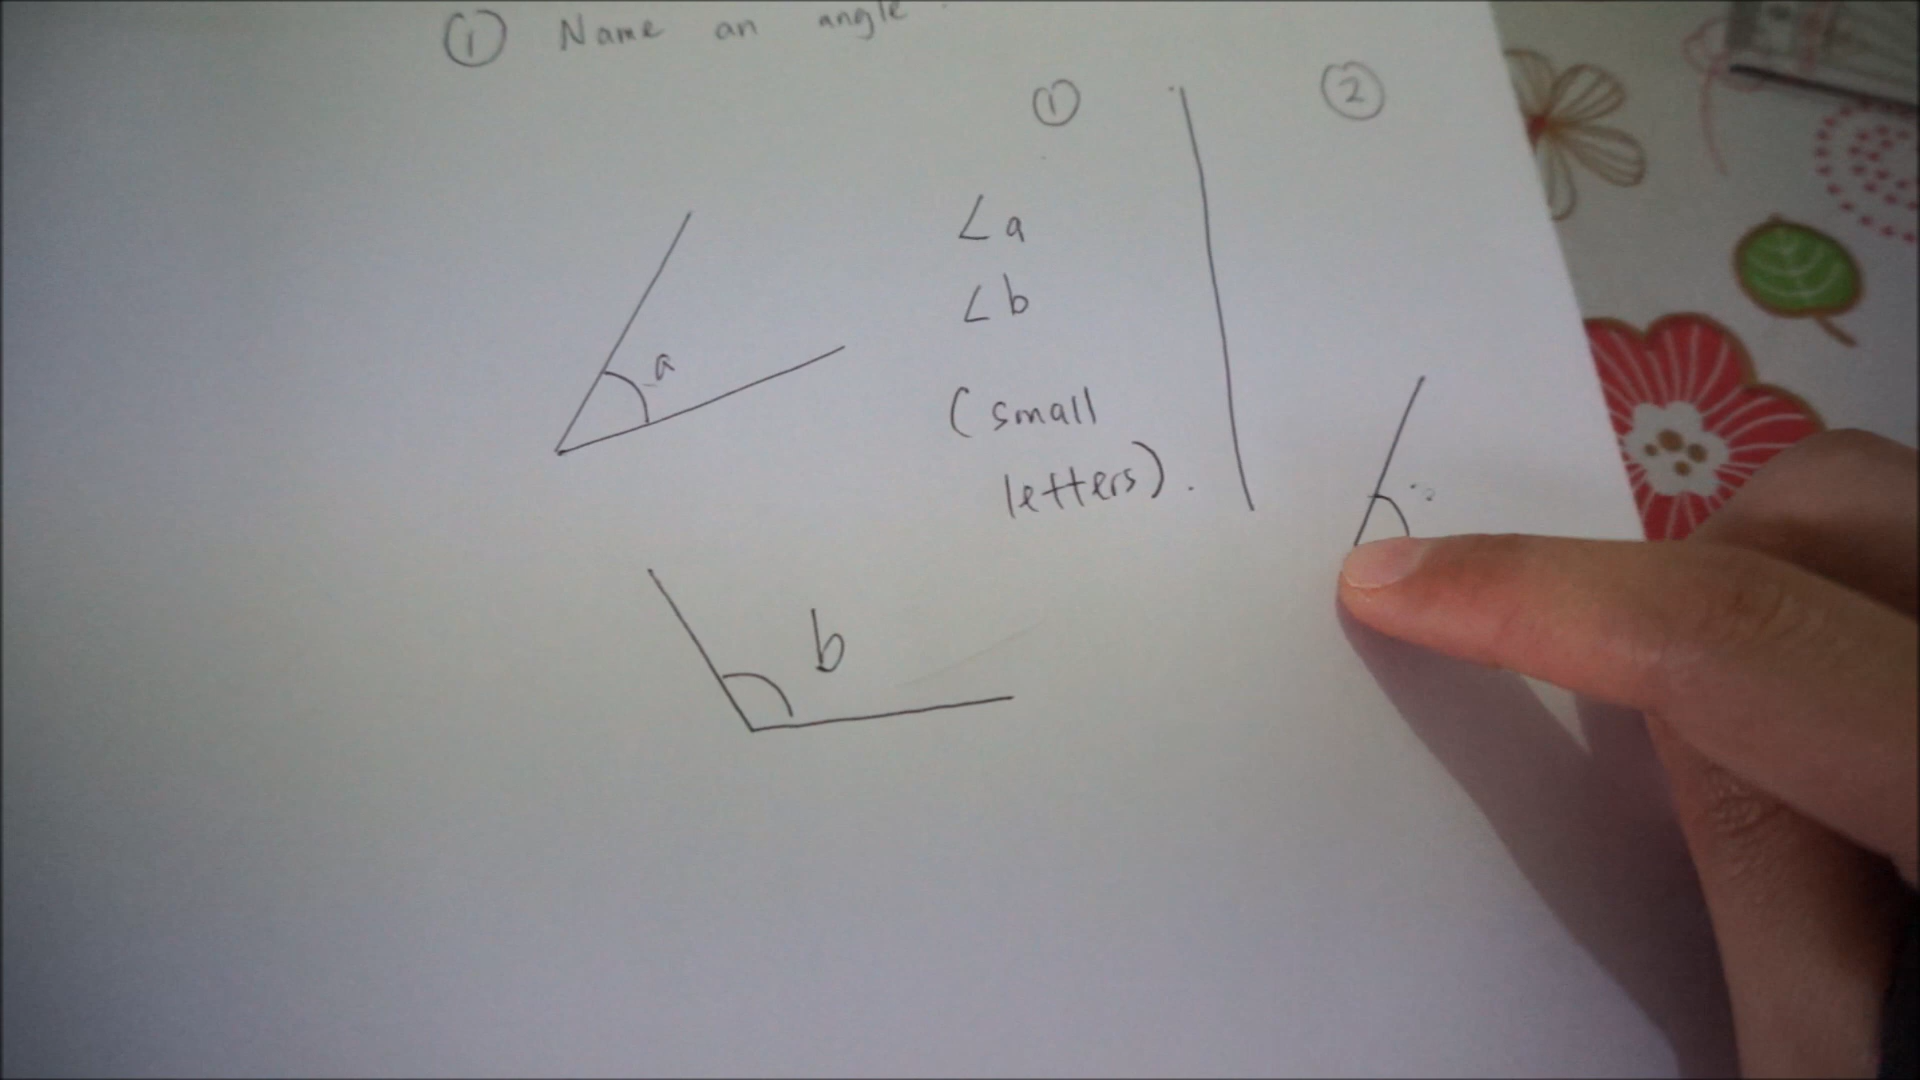 ① Name an angle
① ②
∠a
∠b
(small
letters).
a
b